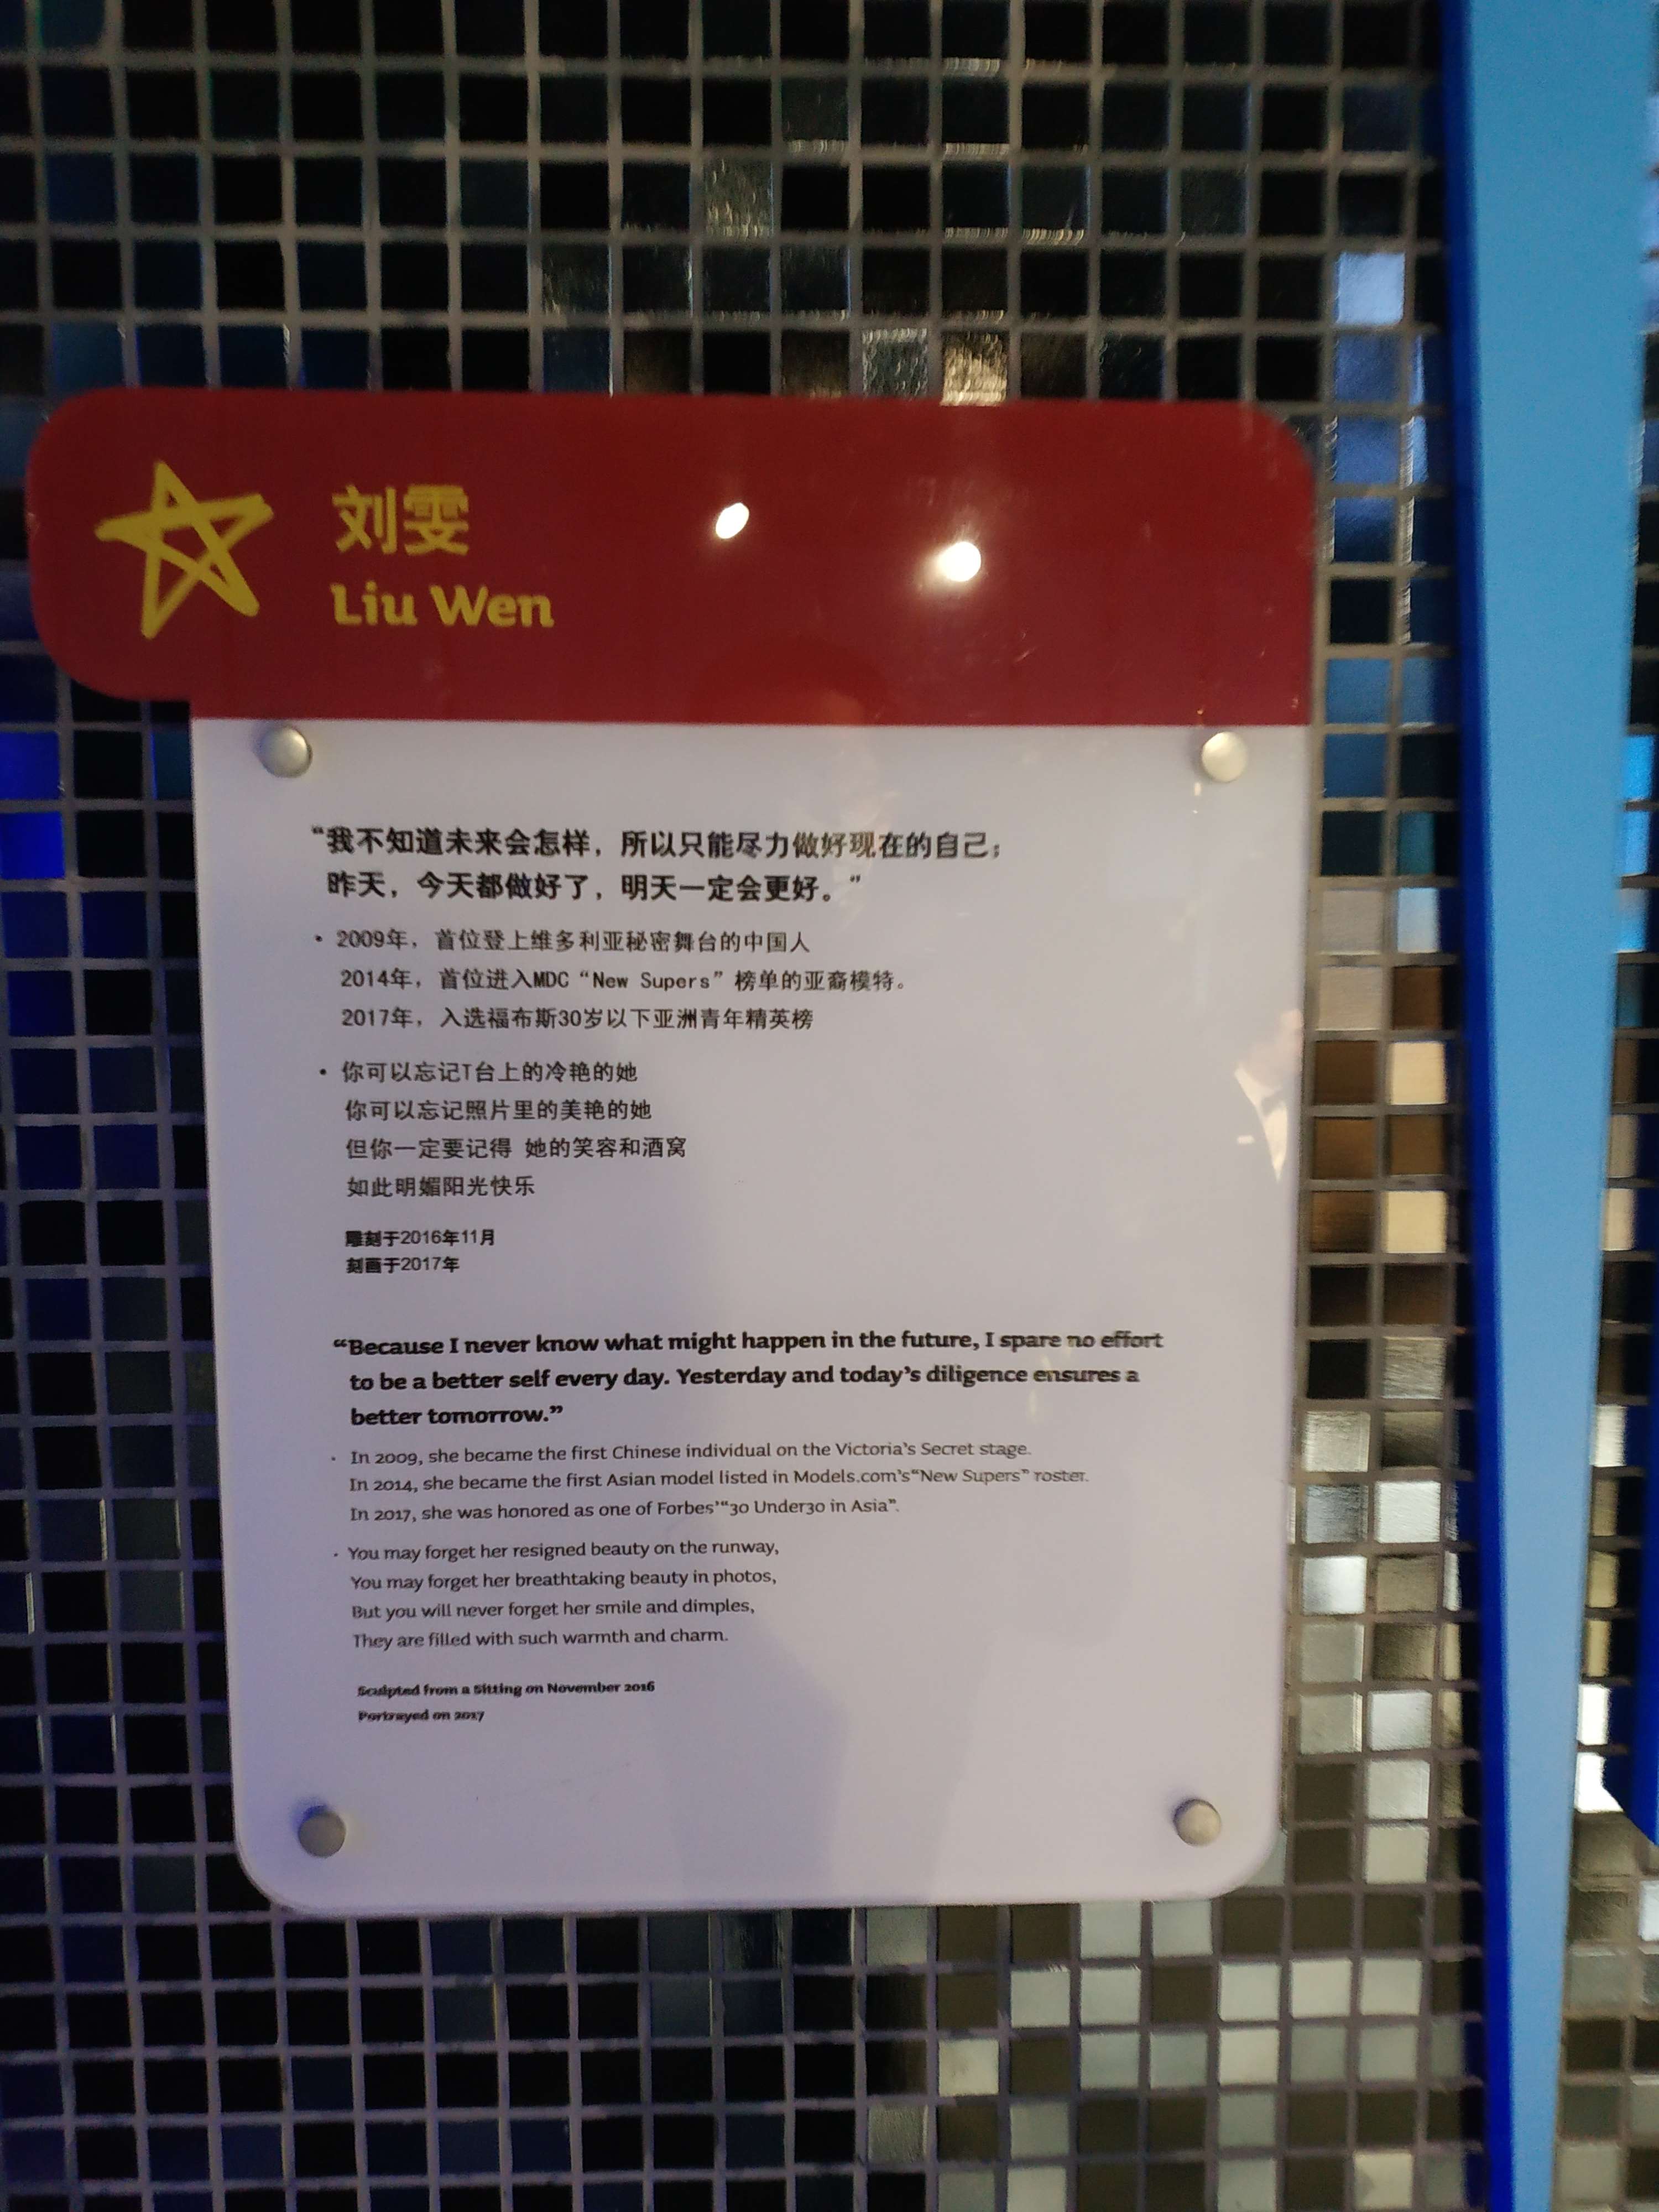 刘雯
Liu Wen
“我不知道未来会怎样，所以只能尽力做好现在的自己；
昨天，今天都做好了，明天一定会更好。”
· 2009年，首位登上维多利亚秘密舞台的中国人
2014年，首位进入MDC“New Supers”榜单的亚裔模特。
2017年，入选福布斯30岁以下亚洲青年精英榜
· 你可以忘记T台上的冷艳的她
你可以忘记照片里的美艳的她
但你一定要记得 她的笑容和酒窝
如此明媚阳光快乐
雕刻于2016年11月
刻画于2017年
“Because I never know what might happen in the future, I spare no effort
to be a better self every day. Yesterday and today’s diligence ensures a
better tomorrow.”
· In 2009, she became the first Chinese individual on the Victoria’s Secret stage.
In 2014, she became the first Asian model listed in Models.com’s“New Supers” roster.
In 2017, she was honored as one of Forbes’“30 Under30 in Asia”.
· You may forget her resigned beauty on the runway,
You may forget her breathtaking beauty in photos,
But you will never forget her smile and dimples,
They are filled with such warmth and charm.
Sculpted from a Sitting on November 2016
Portrayed on 2017